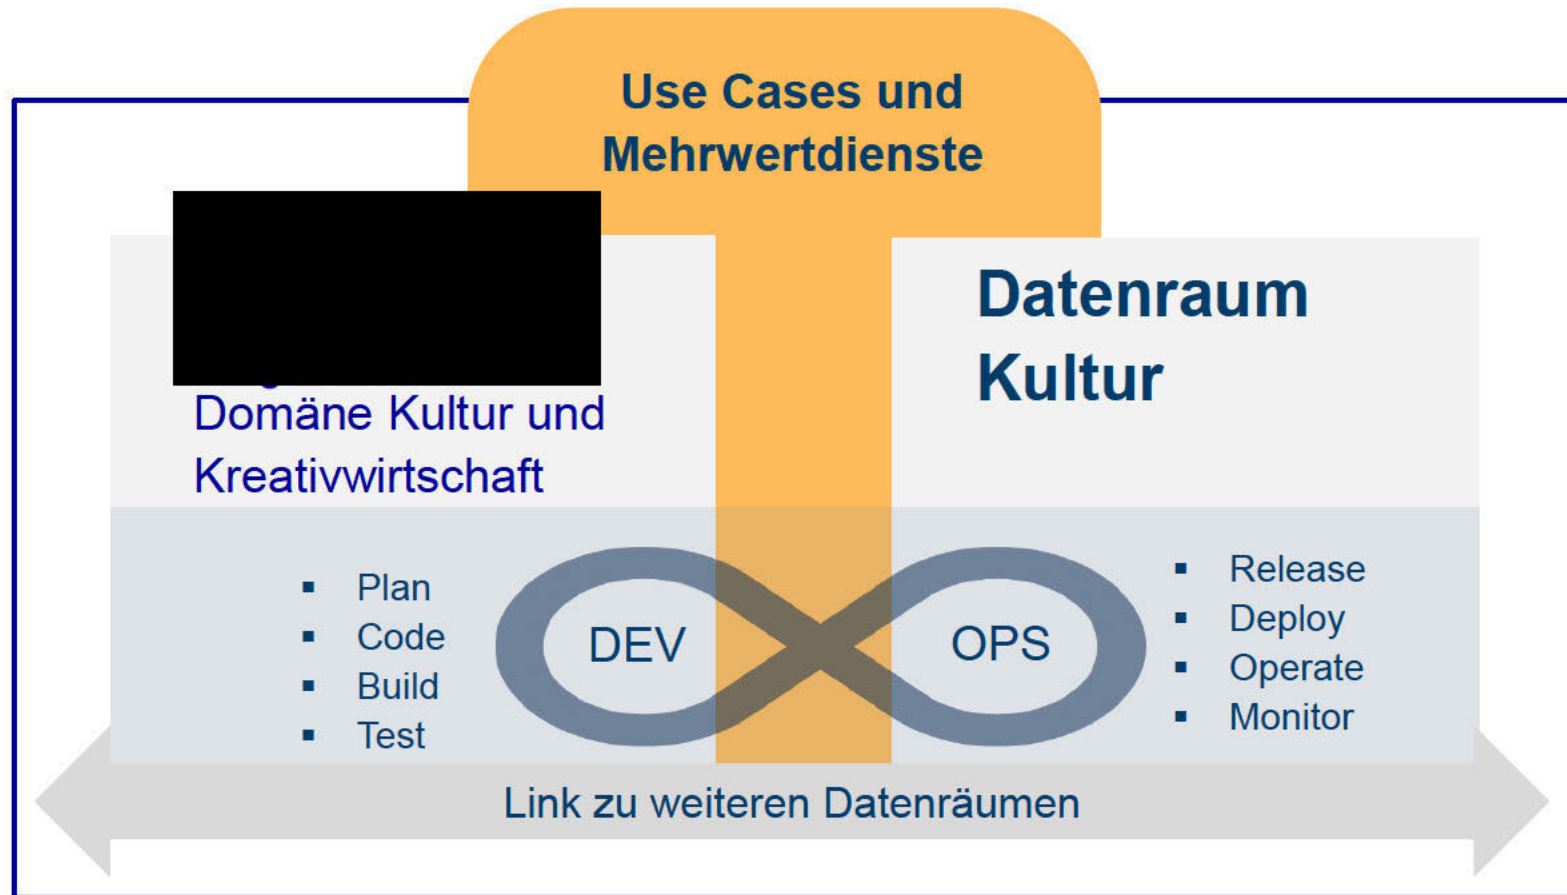 Use Cases und
Mehrwertdienste
Domäne Kultur und
Kreativwirtschaft
Datenraum
Kultur
▪ Plan
▪ Code
▪ Build
▪ Test
DEV
OPS
▪ Release
▪ Deploy
▪ Operate
▪ Monitor
Link zu weiteren Datenräumen